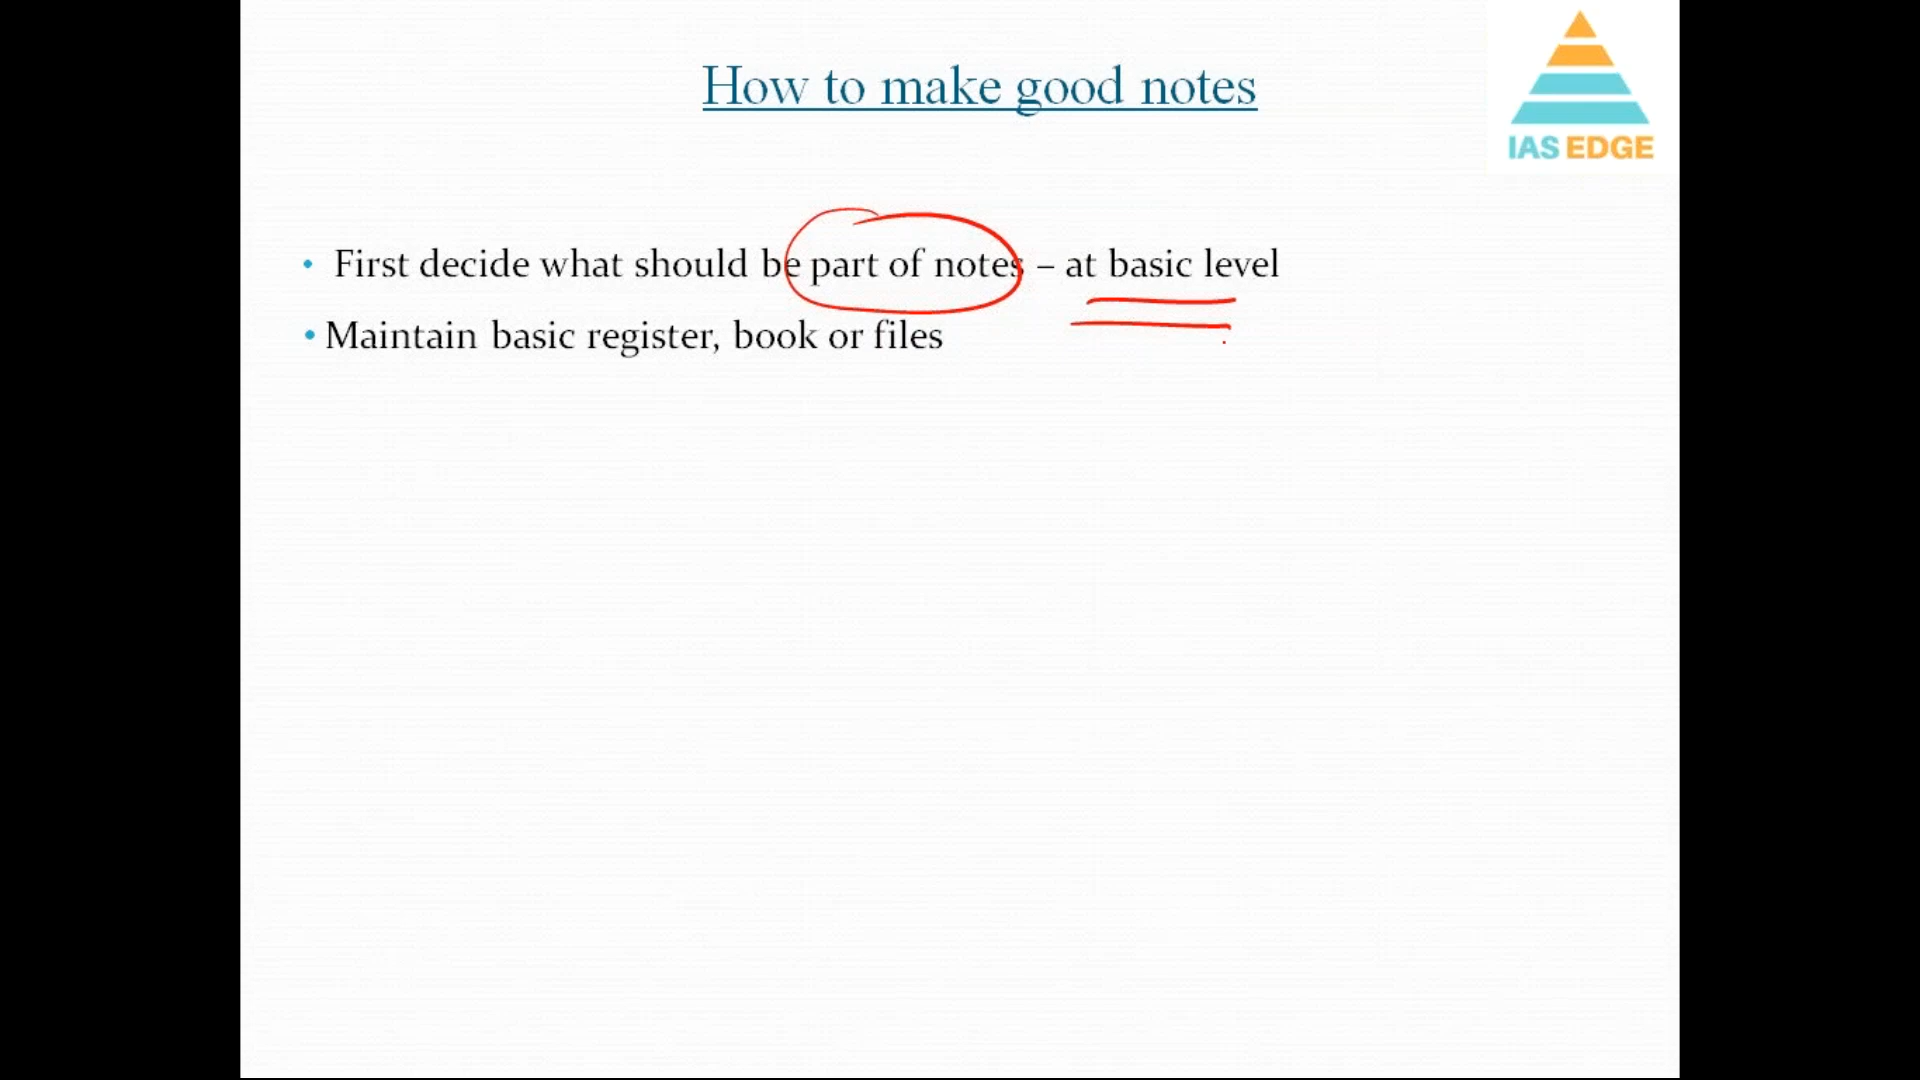 How to make good notes
IAS EDGE
• First decide what should be part of notes – at basic level
• Maintain basic register, book or files